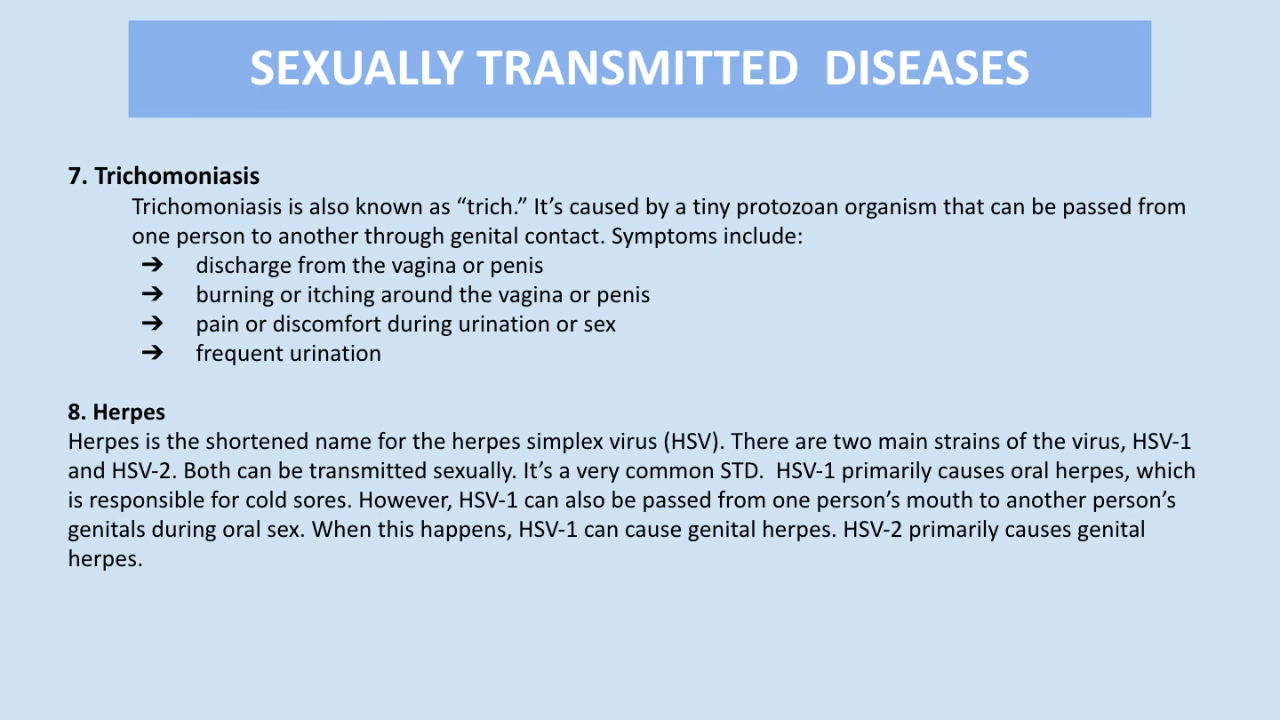 SEXUALLY TRANSMITTED  DISEASES
7. Trichomoniasis
Trichomoniasis is also known as “trich.” It’s caused by a tiny protozoan organism that can be passed from
one person to another through genital contact. Symptoms include:
➔ discharge from the vagina or penis
➔ burning or itching around the vagina or penis
➔ pain or discomfort during urination or sex
➔ frequent urination
8. Herpes
Herpes is the shortened name for the herpes simplex virus (HSV). There are two main strains of the virus, HSV-1
and HSV-2. Both can be transmitted sexually. It’s a very common STD.  HSV-1 primarily causes oral herpes, which
is responsible for cold sores. However, HSV-1 can also be passed from one person’s mouth to another person’s
genitals during oral sex. When this happens, HSV-1 can cause genital herpes. HSV-2 primarily causes genital
herpes.